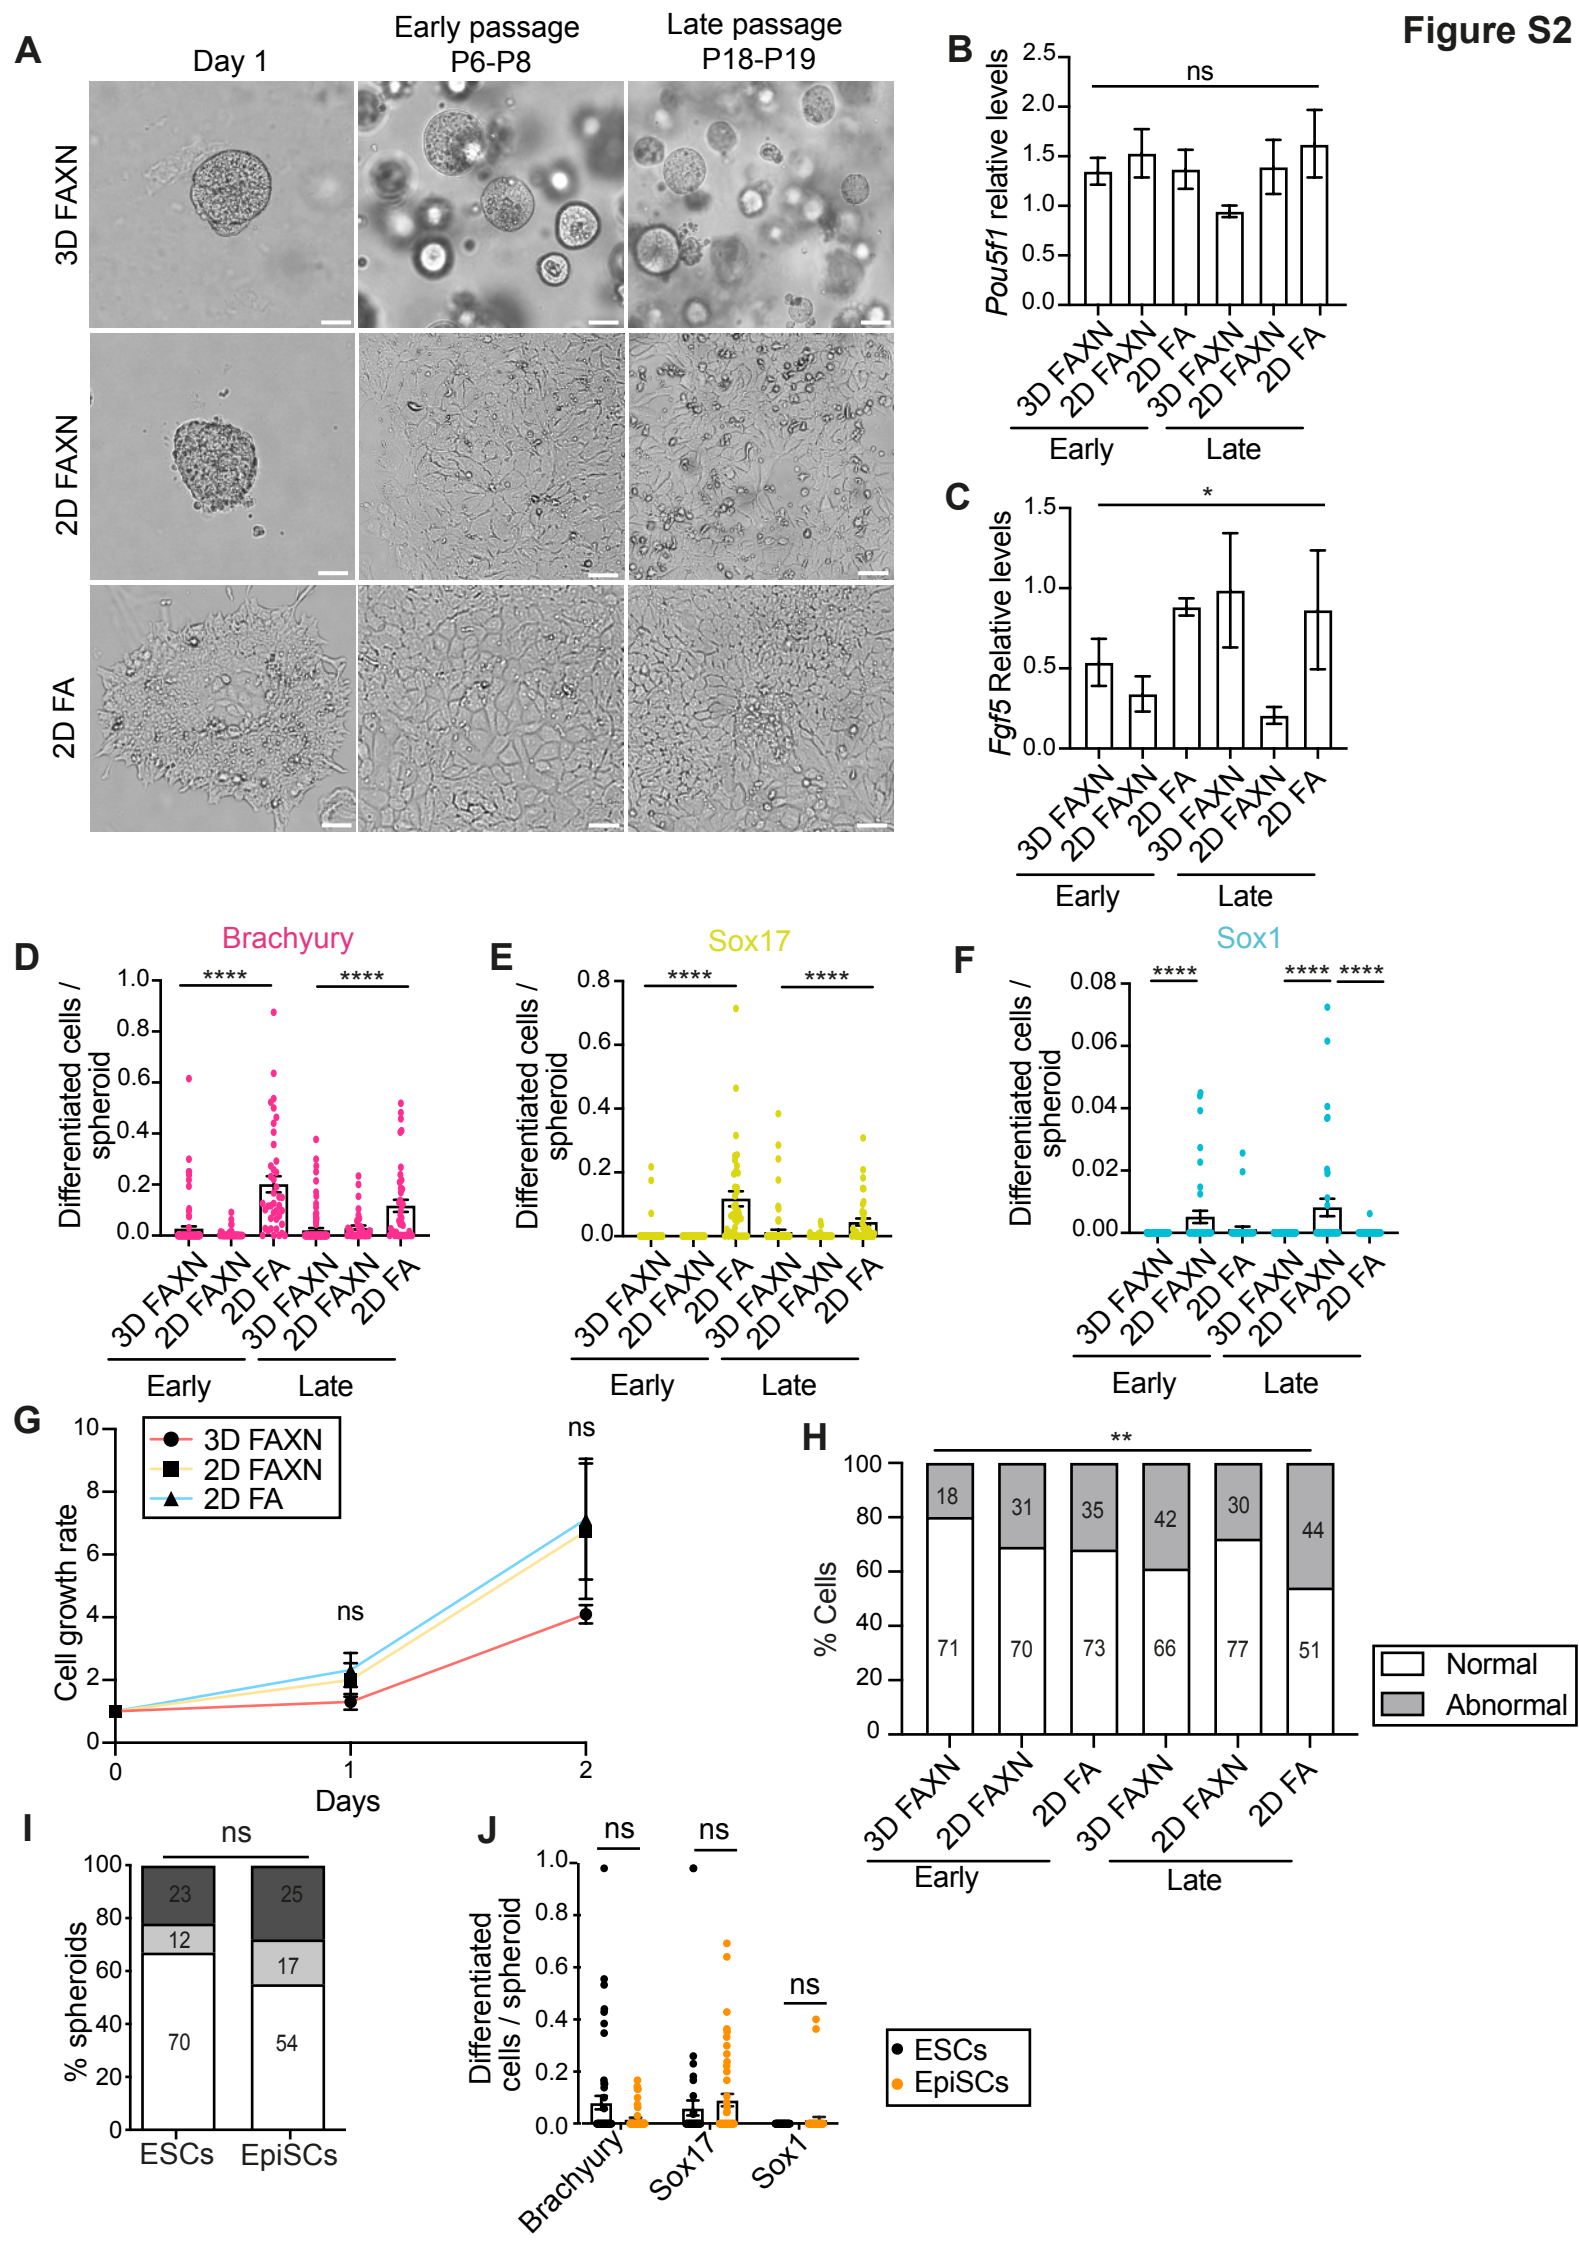 Figure S2
A
Day 1
Early passage
P6-P8
Late passage
P18-P19
3D FAXN
2D FAXN
2D FA
B
Pou5f1 relative levels
2.5
2.0
1.5
1.0
0.5
0.0
ns
3D FAXN
2D FAXN
2D FA
3D FAXN
2D FAXN
2D FA
Early
Late
C
Fgf5 Relative levels
1.5
1.0
0.5
0.0
*
3D FAXN
2D FAXN
2D FA
3D FAXN
2D FAXN
2D FA
Early
Late
D
Brachyury
Differentiated cells /
spheroid
1.0
0.8
0.6
0.4
0.2
0.0
****
****
3D FAXN
2D FAXN
2D FA
3D FAXN
2D FAXN
2D FA
Early
Late
E
Sox17
Differentiated cells /
spheroid
0.8
0.6
0.4
0.2
0.0
****
****
3D FAXN
2D FAXN
2D FA
3D FAXN
2D FAXN
2D FA
Early
Late
F
Sox1
Differentiated cells /
spheroid
0.08
0.06
0.04
0.02
0.00
****
****
****
3D FAXN
2D FAXN
2D FA
3D FAXN
2D FAXN
2D FA
Early
Late
G
Cell growth rate
10
8
6
4
2
0
3D FAXN
2D FAXN
2D FA
ns
ns
0
1
2
Days
H
% Cells
100
80
60
40
20
0
**
18
31
35
42
30
44
71
70
73
66
77
51
3D FAXN
2D FAXN
2D FA
3D FAXN
2D FAXN
2D FA
Early
Late
Normal
Abnormal
I
% spheroids
100
80
60
40
20
0
ns
23
12
70
25
17
54
ESCs
EpiSCs
J
Differentiated
cells / spheroid
1.0
0.8
0.6
0.4
0.2
0.0
ns
ns
ns
Brachyury
Sox17
Sox1
ESCs
EpiSCs